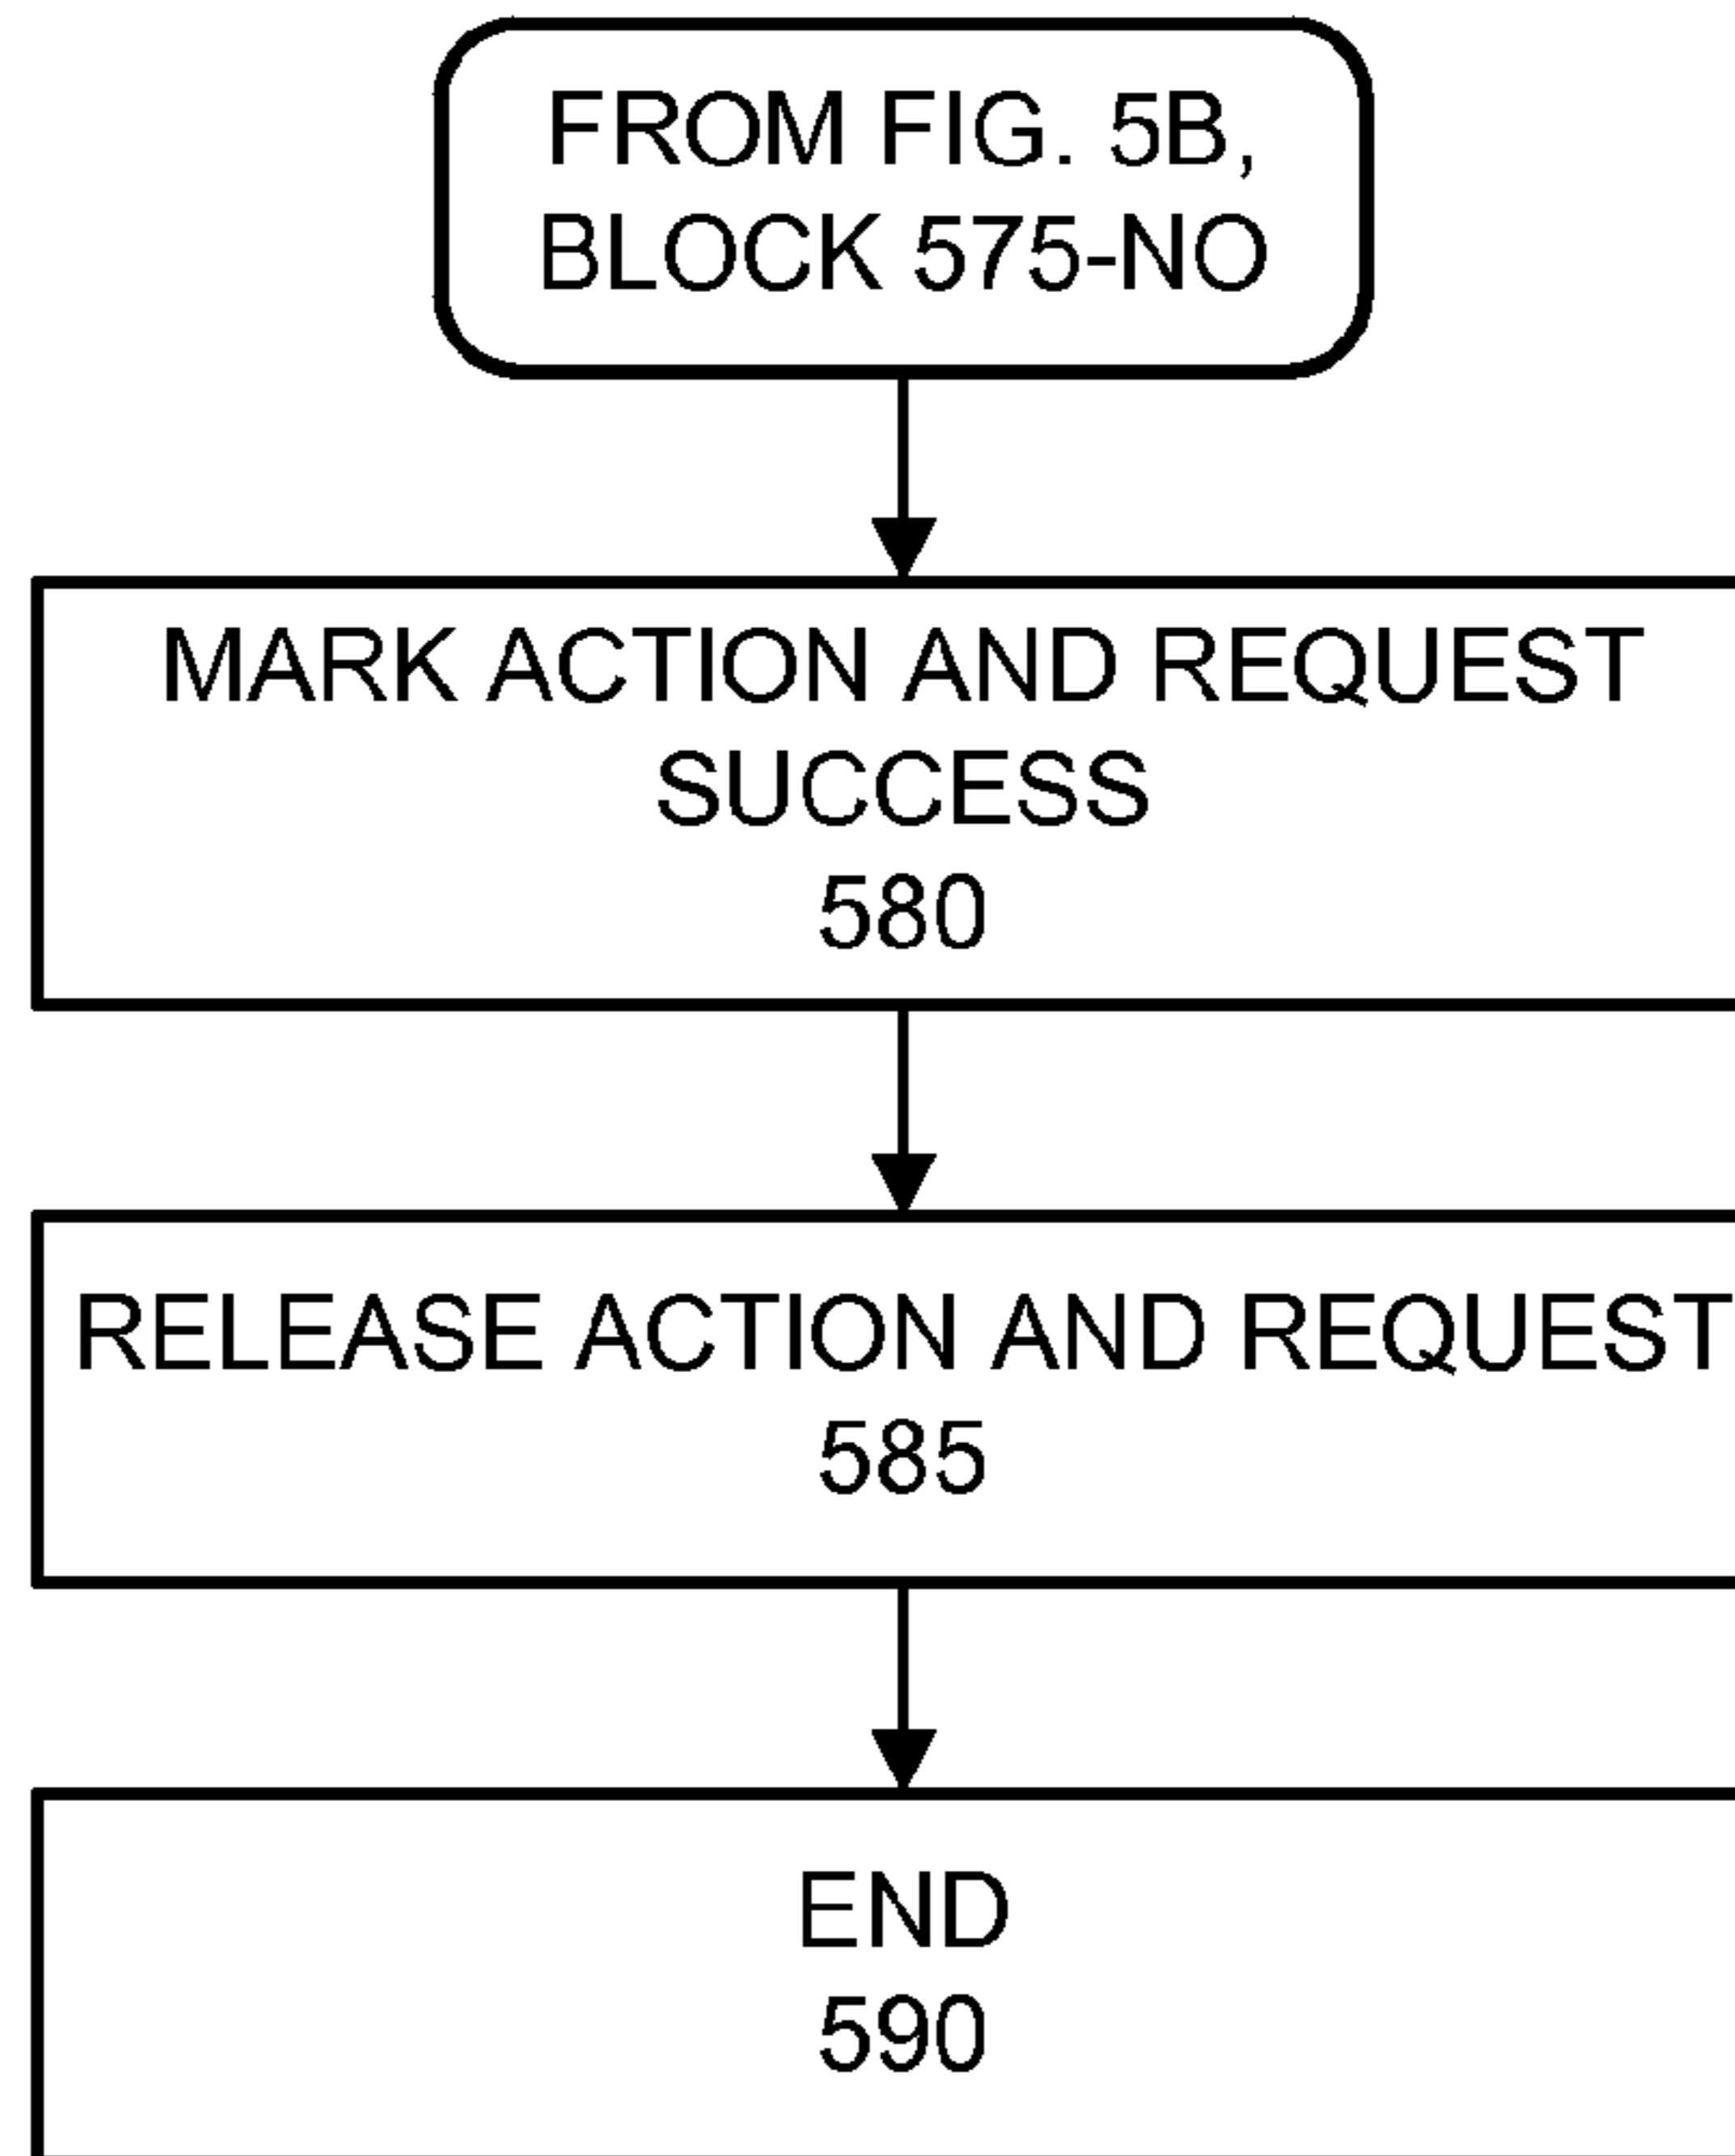 FROM FIG. 5B,
BLOCK 575-NO
MARK ACTION AND REQUEST
SUCCESS
580
RELEASE ACTION AND REQUEST
585
END
590